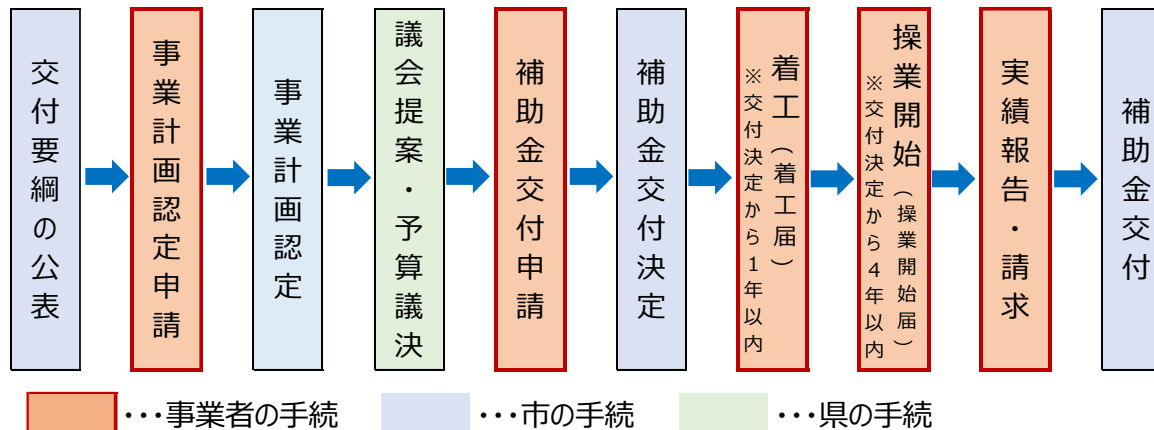 交付要綱の公表
事業計画認定申請
事業計画認定
議会提案・予算議決
補助金交付申請
補助金交付決定
着工（着工届）
※交付決定から１年以内
操業開始（操業開始届）
※交付決定から４年以内
実績報告・請求
補助金交付
・・・事業者の手続
・・・市の手続
・・・県の手続